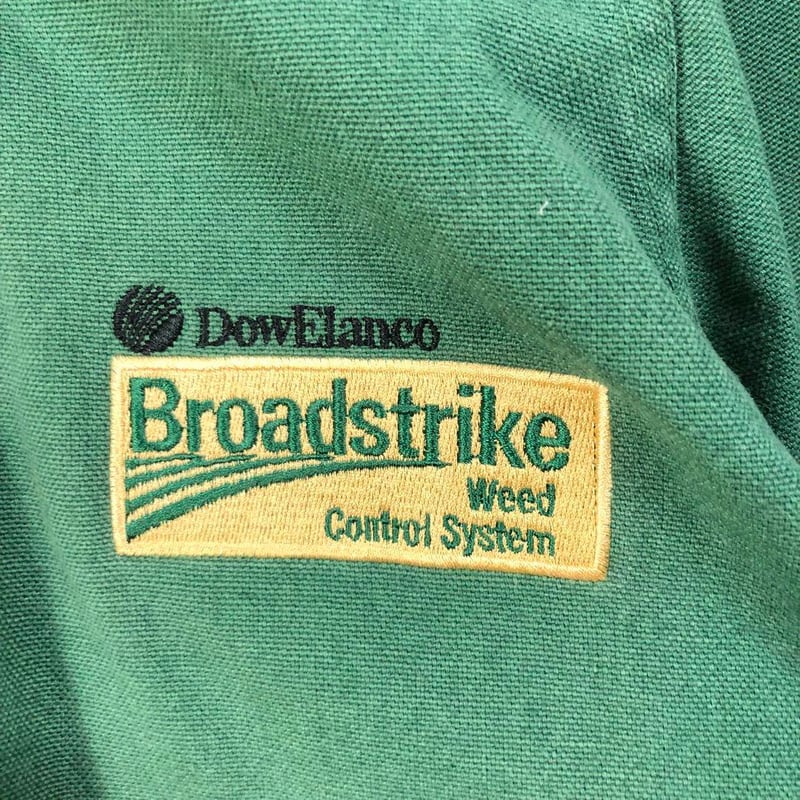 DowElanco
Broadstrike
Weed
Control System